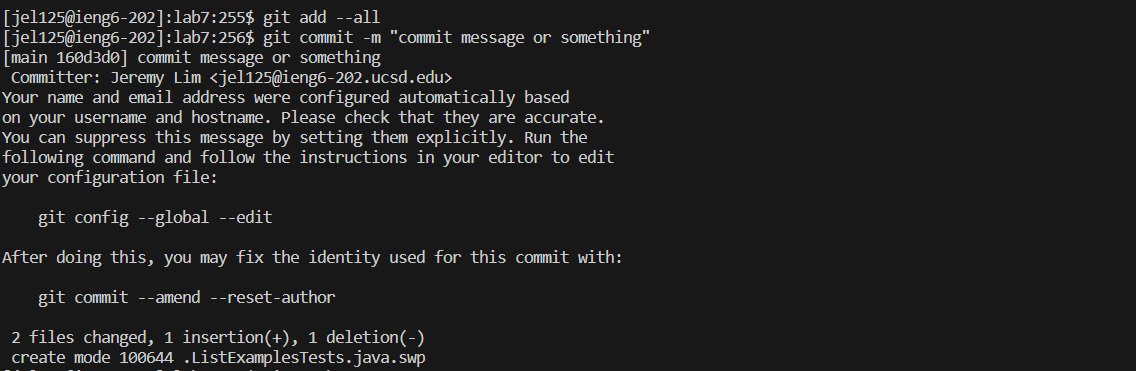 [jel125@ieng6-202]:lab7:255$ git add --all
[jel125@ieng6-202]:lab7:256$ git commit -m "commit message or something"
[main 160d3d0] commit message or something
 Committer: Jeremy Lim <jel125@ieng6-202.ucsd.edu>
Your name and email address were configured automatically based
on your username and hostname. Please check that they are accurate.
You can suppress this message by setting them explicitly. Run the
following command and follow the instructions in your editor to edit
your configuration file:

    git config --global --edit

After doing this, you may fix the identity used for this commit with:

    git commit --amend --reset-author

 2 files changed, 1 insertion(+), 1 deletion(-)
 create mode 100644 .ListExamplesTests.java.swp